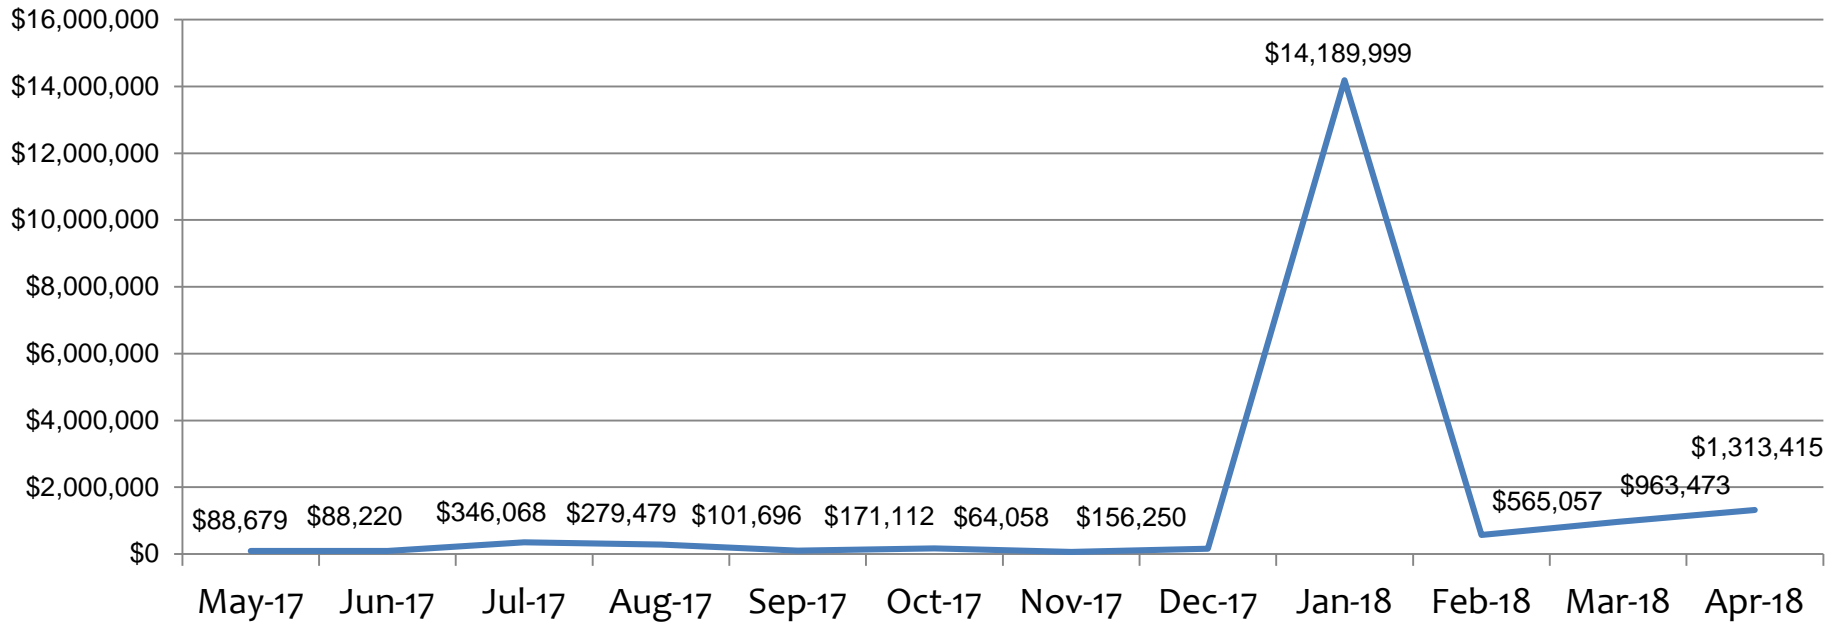 $16,000,000
$14,000,000
$12,000,000
$10,000,000
$8,000,000
$6,000,000
$4,000,000
$2,000,000
$0
$88,679
$88,220
$346,068
$279,479
$101,696
$171,112
$64,058
$156,250
$14,189,999
$565,057
$963,473
$1,313,415
May-17
Jun-17
Jul-17
Aug-17
Sep-17
Oct-17
Nov-17
Dec-17
Jan-18
Feb-18
Mar-18
Apr-18